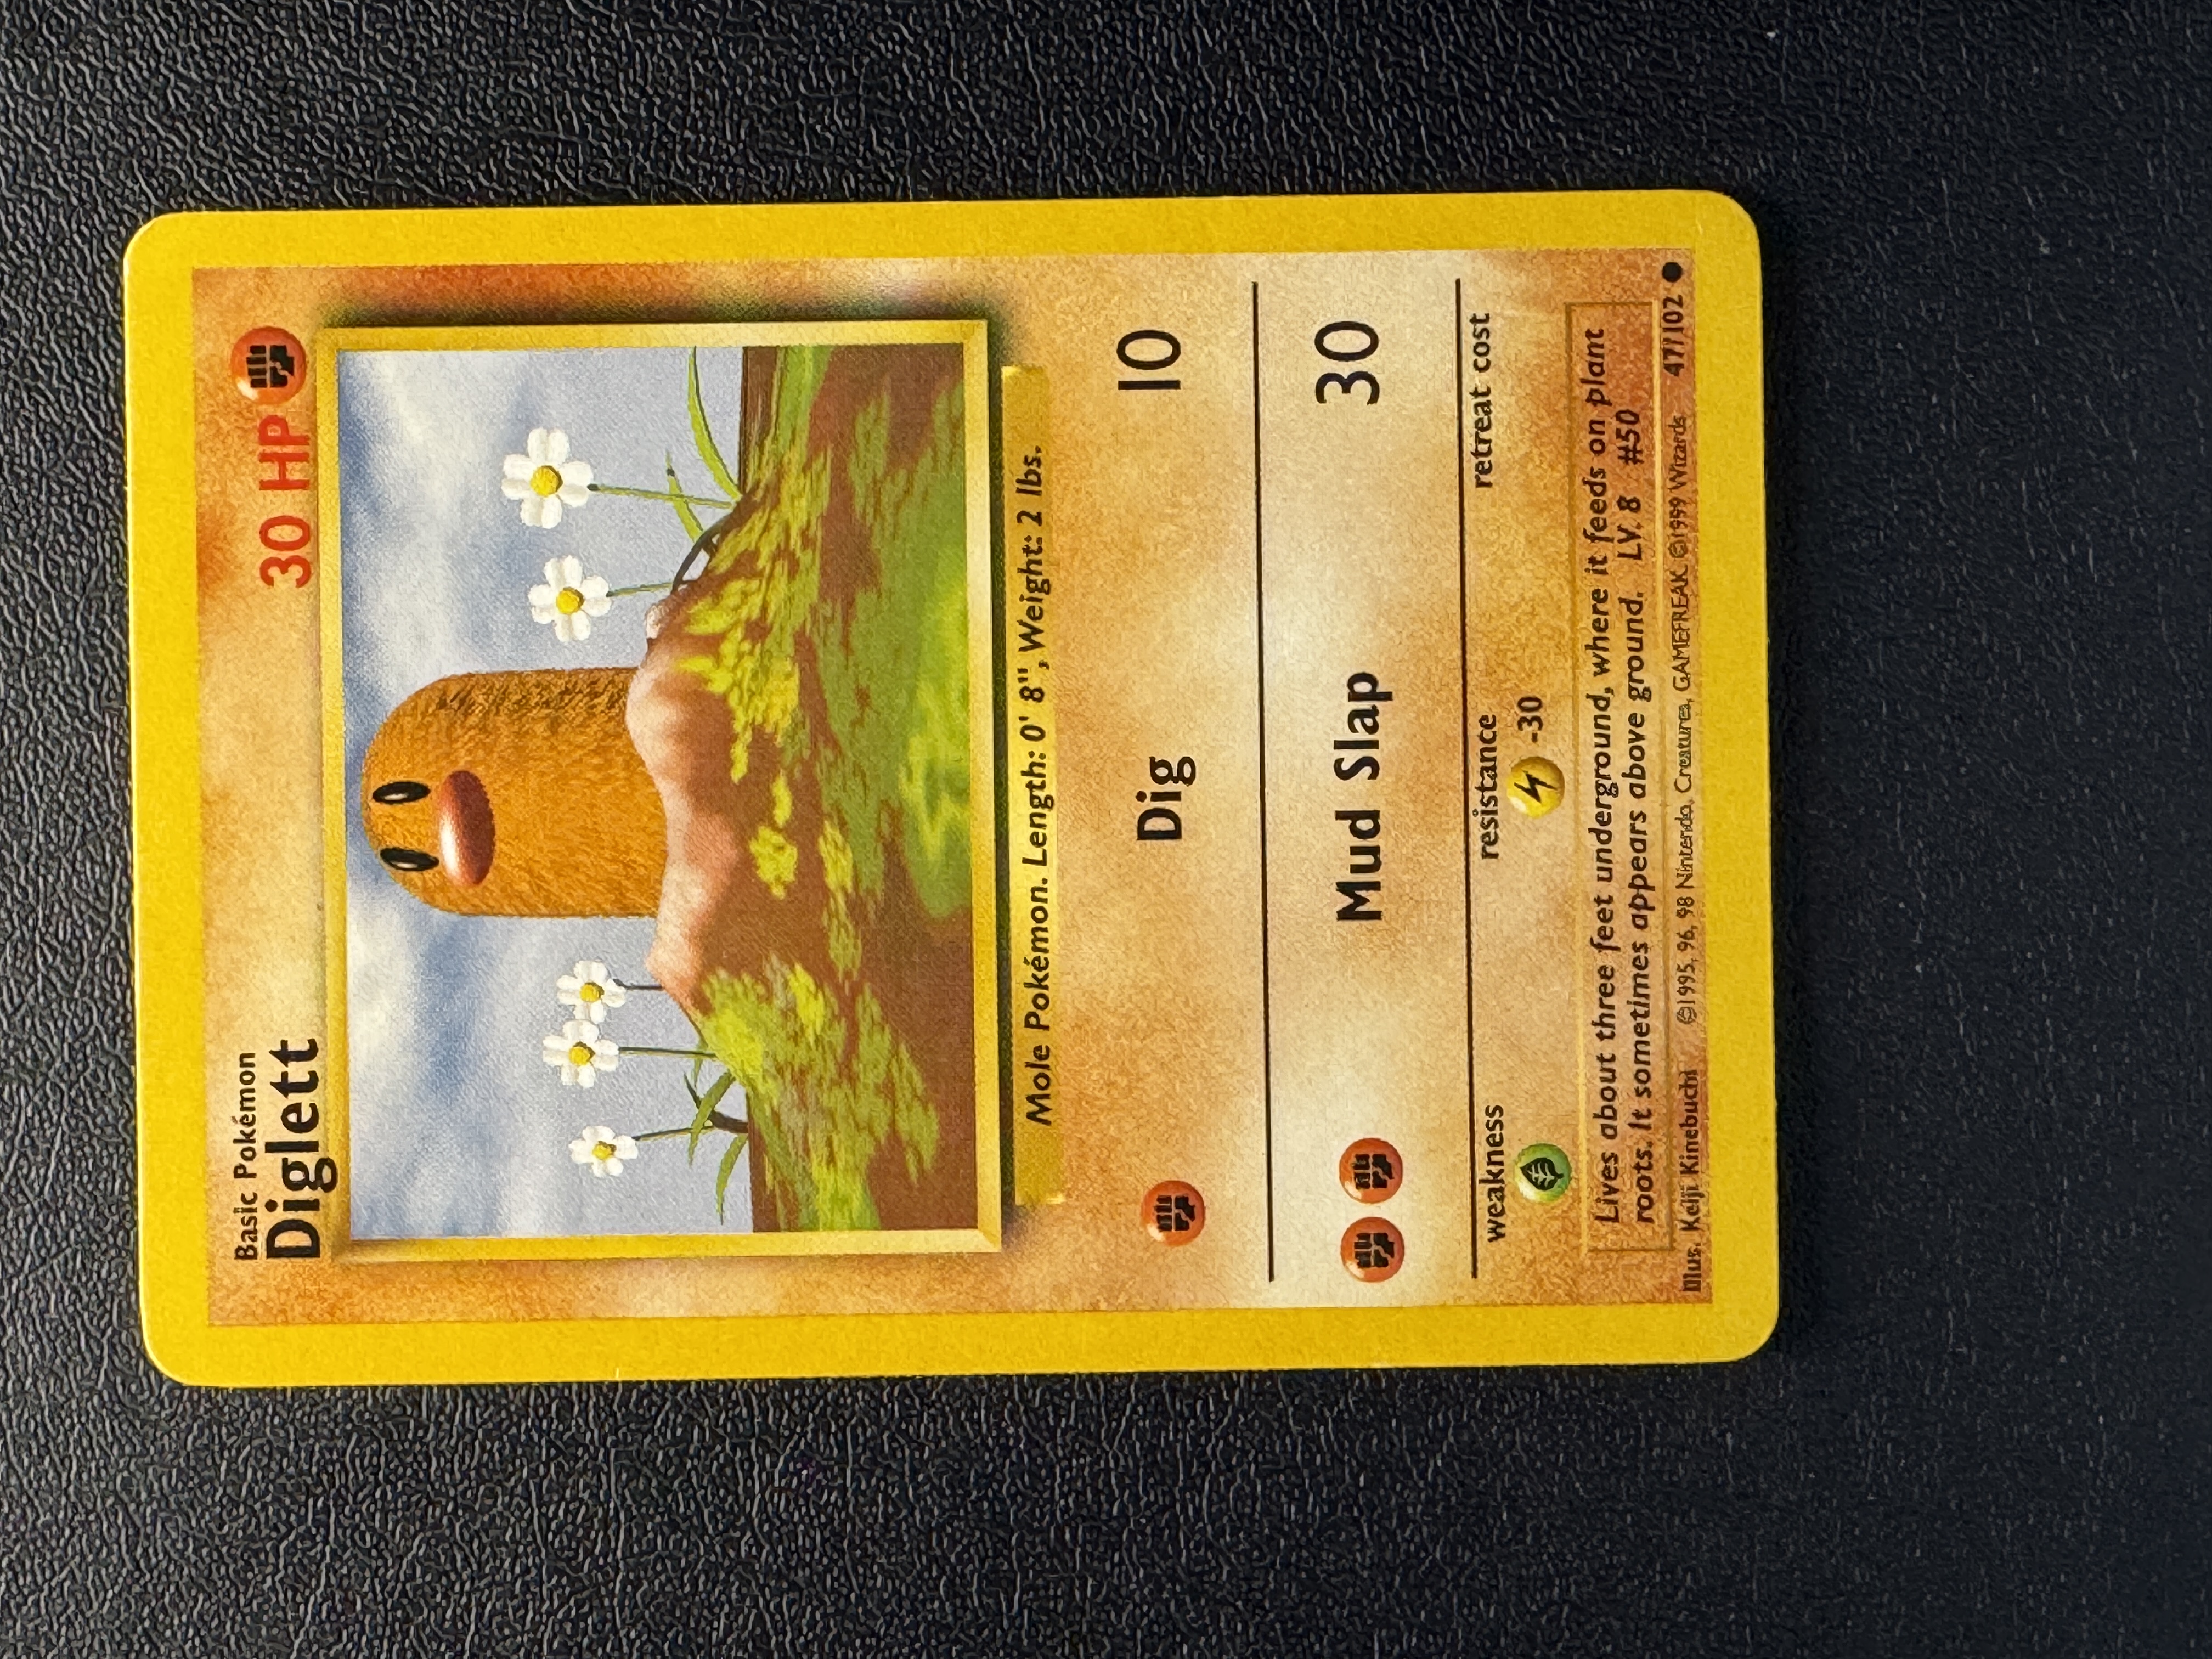 Basic Pokémon
Diglett 30 HP
Mole Pokémon. Length: 0' 8", Weight: 2 lbs.
Dig 10
Mud Slap 30
weakness resistance retreat cost
-30
Lives about three feet underground, where it feeds on plant
roots. It sometimes appears above ground. LV. 8 #50
Illus. Keiji Kinebuchi ©1995, 96, 98 Nintendo, Creatures, GAMEFREAK. ©1999 Wizards 47/102